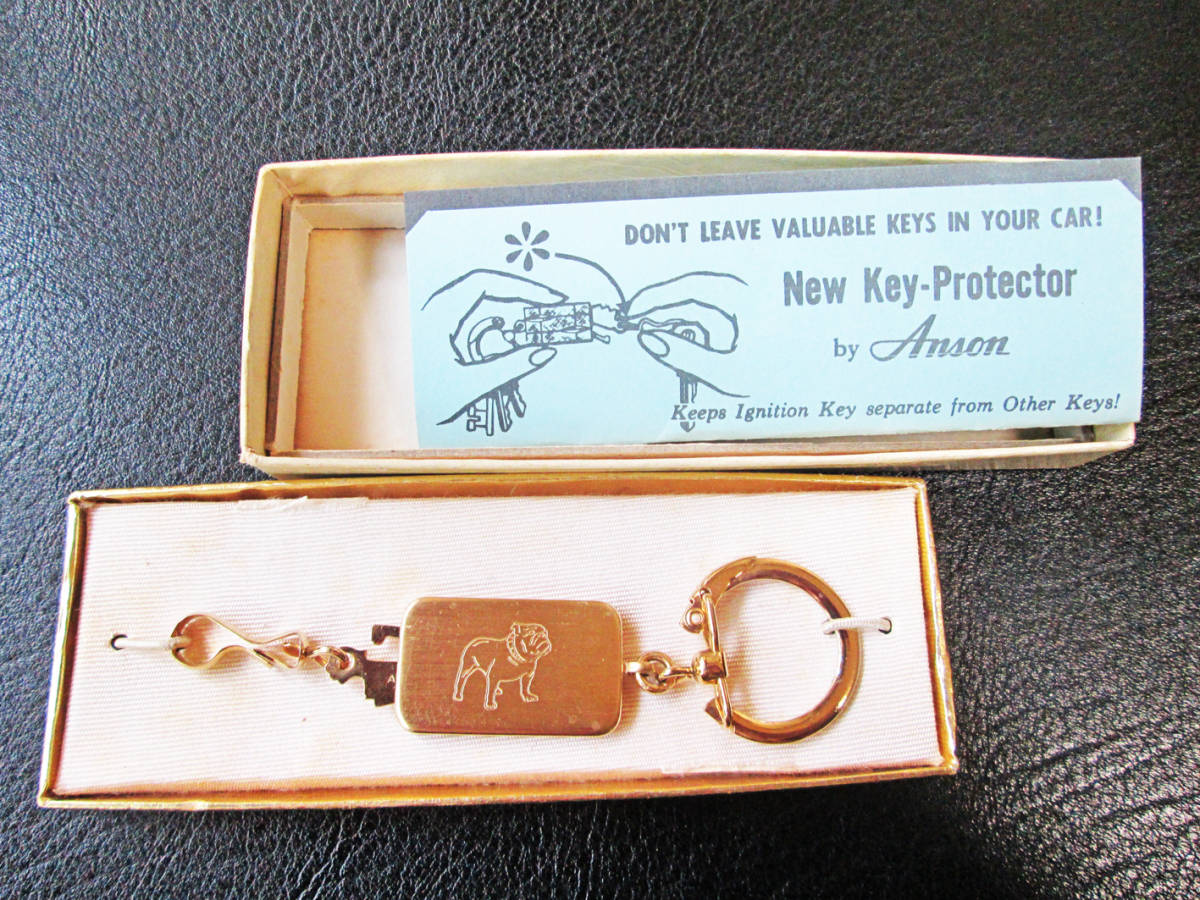 DON'T LEAVE VALUABLE KEYS IN YOUR CAR!
New Key-Protector
by Anson
Keeps Ignition Key separate from Other Keys!